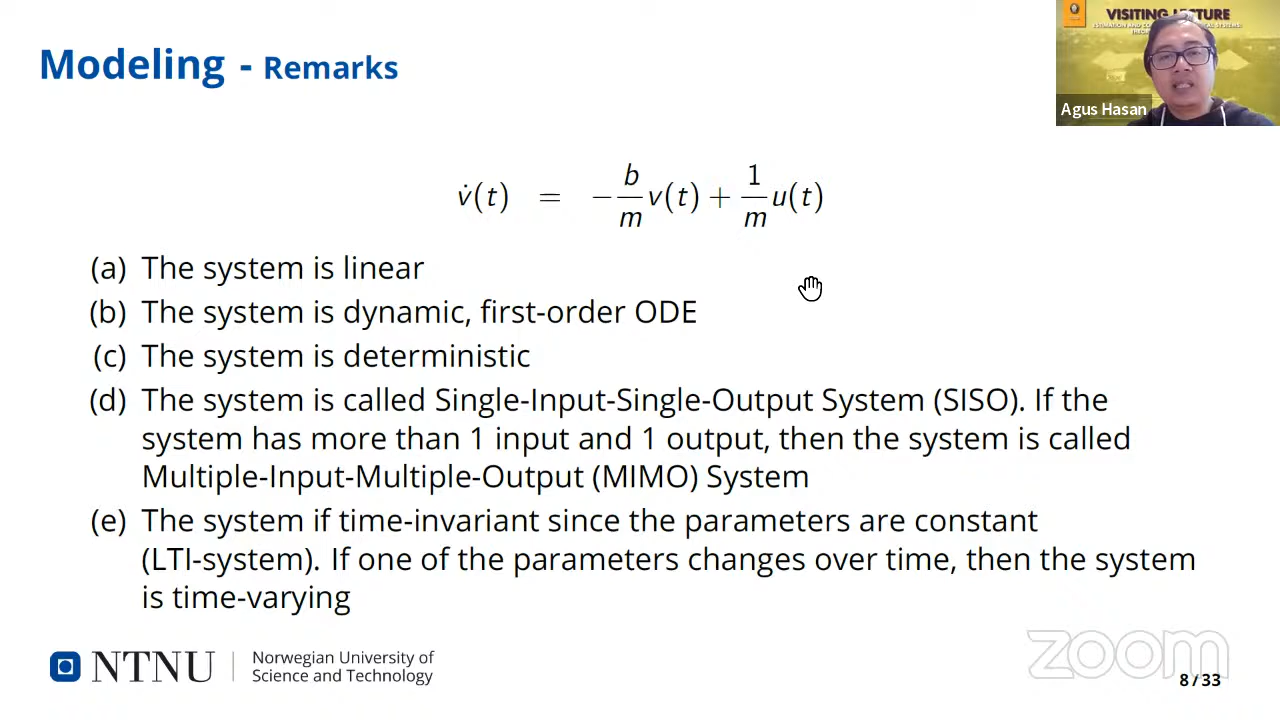 Modeling - Remarks
VISITING LECTURE
Agus Hasan
v̇(t) = −b/m v(t) + 1/m u(t)
(a) The system is linear
(b) The system is dynamic, first-order ODE
(c) The system is deterministic
(d) The system is called Single-Input-Single-Output System (SISO). If the
system has more than 1 input and 1 output, then the system is called
Multiple-Input-Multiple-Output (MIMO) System
(e) The system if time-invariant since the parameters are constant
(LTI-system). If one of the parameters changes over time, then the system
is time-varying
NTNU
Norwegian University of
Science and Technology
zoom
8 / 33